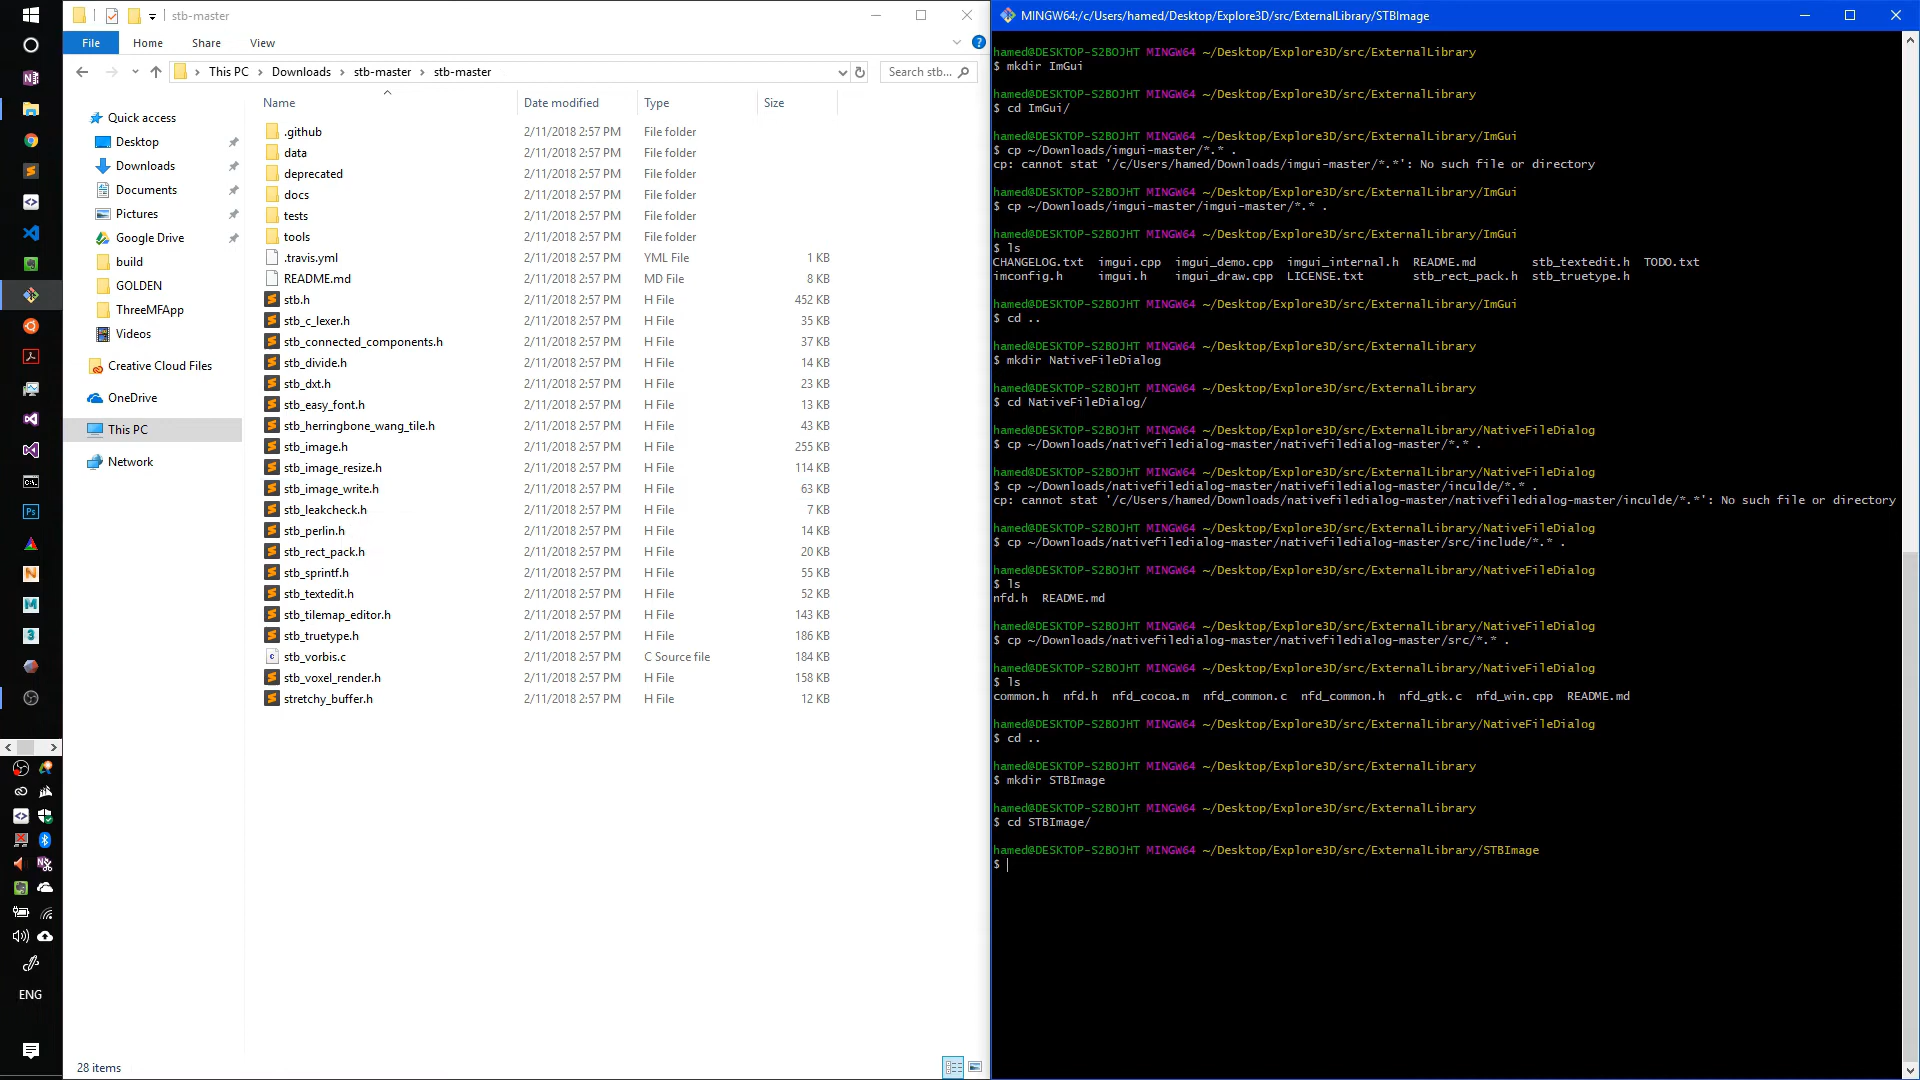 stb-master
File
Home
Share
View
This PC
Downloads
stb-master
stb-master
Search stb...
Name
Date modified
Type
Size
Quick access
Desktop
Downloads
Documents
Pictures
Google Drive
build
GOLDEN
ThreeMFApp
Videos
Creative Cloud Files
OneDrive
This PC
Network
.github 2/11/2018 2:57 PM File folder
data 2/11/2018 2:57 PM File folder
deprecated 2/11/2018 2:57 PM File folder
docs 2/11/2018 2:57 PM File folder
tests 2/11/2018 2:57 PM File folder
tools 2/11/2018 2:57 PM File folder
.travis.yml 2/11/2018 2:57 PM YML File 1 KB
README.md 2/11/2018 2:57 PM MD File 8 KB
stb.h 2/11/2018 2:57 PM H File 452 KB
stb_c_lexer.h 2/11/2018 2:57 PM H File 35 KB
stb_connected_components.h 2/11/2018 2:57 PM H File 37 KB
stb_divide.h 2/11/2018 2:57 PM H File 14 KB
stb_dxt.h 2/11/2018 2:57 PM H File 23 KB
stb_easy_font.h 2/11/2018 2:57 PM H File 13 KB
stb_herringbone_wang_tile.h 2/11/2018 2:57 PM H File 43 KB
stb_image.h 2/11/2018 2:57 PM H File 255 KB
stb_image_resize.h 2/11/2018 2:57 PM H File 114 KB
stb_image_write.h 2/11/2018 2:57 PM H File 63 KB
stb_leakcheck.h 2/11/2018 2:57 PM H File 7 KB
stb_perlin.h 2/11/2018 2:57 PM H File 14 KB
stb_rect_pack.h 2/11/2018 2:57 PM H File 20 KB
stb_sprintf.h 2/11/2018 2:57 PM H File 55 KB
stb_textedit.h 2/11/2018 2:57 PM H File 52 KB
stb_tilemap_editor.h 2/11/2018 2:57 PM H File 143 KB
stb_truetype.h 2/11/2018 2:57 PM H File 186 KB
stb_vorbis.c 2/11/2018 2:57 PM C Source file 184 KB
stb_voxel_render.h 2/11/2018 2:57 PM H File 158 KB
stretchy_buffer.h 2/11/2018 2:57 PM H File 12 KB
28 items
ENG
MINGW64:/c/Users/hamed/Desktop/Explore3D/src/ExternalLibrary/STBImage
hamed@DESKTOP-S2BOJHT MINGW64 ~/Desktop/Explore3D/src/ExternalLibrary
$ mkdir ImGui
hamed@DESKTOP-S2BOJHT MINGW64 ~/Desktop/Explore3D/src/ExternalLibrary
$ cd ImGui/
hamed@DESKTOP-S2BOJHT MINGW64 ~/Desktop/Explore3D/src/ExternalLibrary/ImGui
$ cp ~/Downloads/imgui-master/*.* .
cp: cannot stat '/c/Users/hamed/Downloads/imgui-master/*.*': No such file or directory
hamed@DESKTOP-S2BOJHT MINGW64 ~/Desktop/Explore3D/src/ExternalLibrary/ImGui
$ cp ~/Downloads/imgui-master/imgui-master/*.* .
hamed@DESKTOP-S2BOJHT MINGW64 ~/Desktop/Explore3D/src/ExternalLibrary/ImGui
$ ls
CHANGELOG.txt imgui.cpp imgui_demo.cpp imgui_internal.h README.md stb_textedit.h TODO.txt
imconfig.h imgui.h imgui_draw.cpp LICENSE.txt stb_rect_pack.h stb_truetype.h
hamed@DESKTOP-S2BOJHT MINGW64 ~/Desktop/Explore3D/src/ExternalLibrary/ImGui
$ cd ..
hamed@DESKTOP-S2BOJHT MINGW64 ~/Desktop/Explore3D/src/ExternalLibrary
$ mkdir NativeFileDialog
hamed@DESKTOP-S2BOJHT MINGW64 ~/Desktop/Explore3D/src/ExternalLibrary
$ cd NativeFileDialog/
hamed@DESKTOP-S2BOJHT MINGW64 ~/Desktop/Explore3D/src/ExternalLibrary/NativeFileDialog
$ cp ~/Downloads/nativefiledialog-master/nativefiledialog-master/*.* .
hamed@DESKTOP-S2BOJHT MINGW64 ~/Desktop/Explore3D/src/ExternalLibrary/NativeFileDialog
$ cp ~/Downloads/nativefiledialog-master/nativefiledialog-master/inculde/*.* .
cp: cannot stat '/c/Users/hamed/Downloads/nativefiledialog-master/nativefiledialog-master/inculde/*.*': No such file or directory
hamed@DESKTOP-S2BOJHT MINGW64 ~/Desktop/Explore3D/src/ExternalLibrary/NativeFileDialog
$ cp ~/Downloads/nativefiledialog-master/nativefiledialog-master/src/include/*.* .
hamed@DESKTOP-S2BOJHT MINGW64 ~/Desktop/Explore3D/src/ExternalLibrary/NativeFileDialog
$ ls
nfd.h README.md
hamed@DESKTOP-S2BOJHT MINGW64 ~/Desktop/Explore3D/src/ExternalLibrary/NativeFileDialog
$ cp ~/Downloads/nativefiledialog-master/nativefiledialog-master/src/*.* .
hamed@DESKTOP-S2BOJHT MINGW64 ~/Desktop/Explore3D/src/ExternalLibrary/NativeFileDialog
$ ls
common.h nfd.h nfd_cocoa.m nfd_common.c nfd_common.h nfd_gtk.c nfd_win.cpp README.md
hamed@DESKTOP-S2BOJHT MINGW64 ~/Desktop/Explore3D/src/ExternalLibrary/NativeFileDialog
$ cd ..
hamed@DESKTOP-S2BOJHT MINGW64 ~/Desktop/Explore3D/src/ExternalLibrary
$ mkdir STBImage
hamed@DESKTOP-S2BOJHT MINGW64 ~/Desktop/Explore3D/src/ExternalLibrary
$ cd STBImage/
hamed@DESKTOP-S2BOJHT MINGW64 ~/Desktop/Explore3D/src/ExternalLibrary/STBImage
$